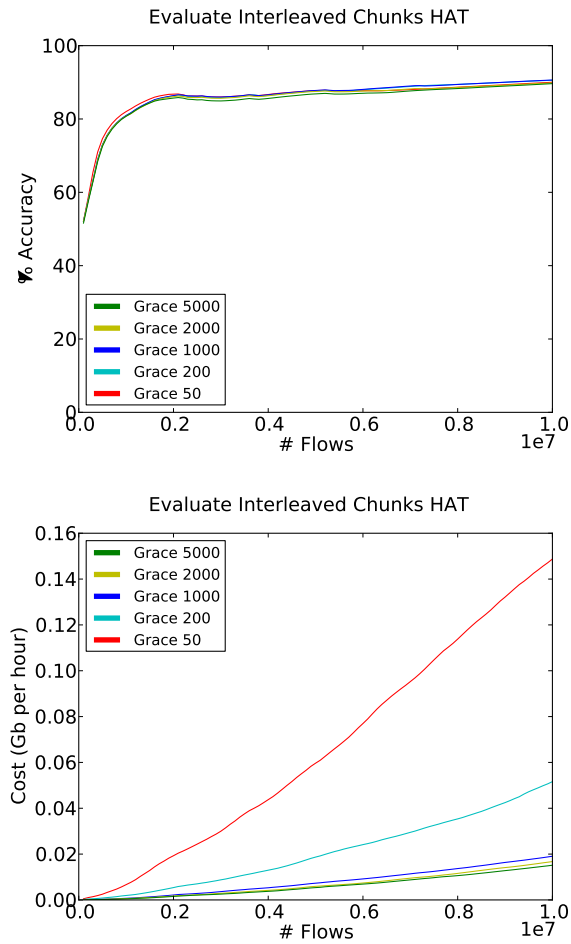 Evaluate Interleaved Chunks HAT
100
80
60
40
20
0
% Accuracy
Grace 5000
Grace 2000
Grace 1000
Grace 200
Grace 50
0.0 0.2 0.4 0.6 0.8 1.0
1e7
# Flows
Evaluate Interleaved Chunks HAT
0.16
0.14
0.12
0.10
0.08
0.06
0.04
0.02
0.00
Cost (Gb per hour)
Grace 5000
Grace 2000
Grace 1000
Grace 200
Grace 50
0.0 0.2 0.4 0.6 0.8 1.0
1e7
# Flows